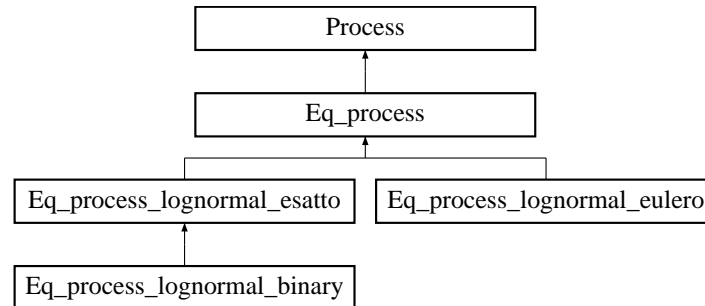 Process
Eq_process
Eq_process_lognormal_esatto
Eq_process_lognormal_eulero
Eq_process_lognormal_binary